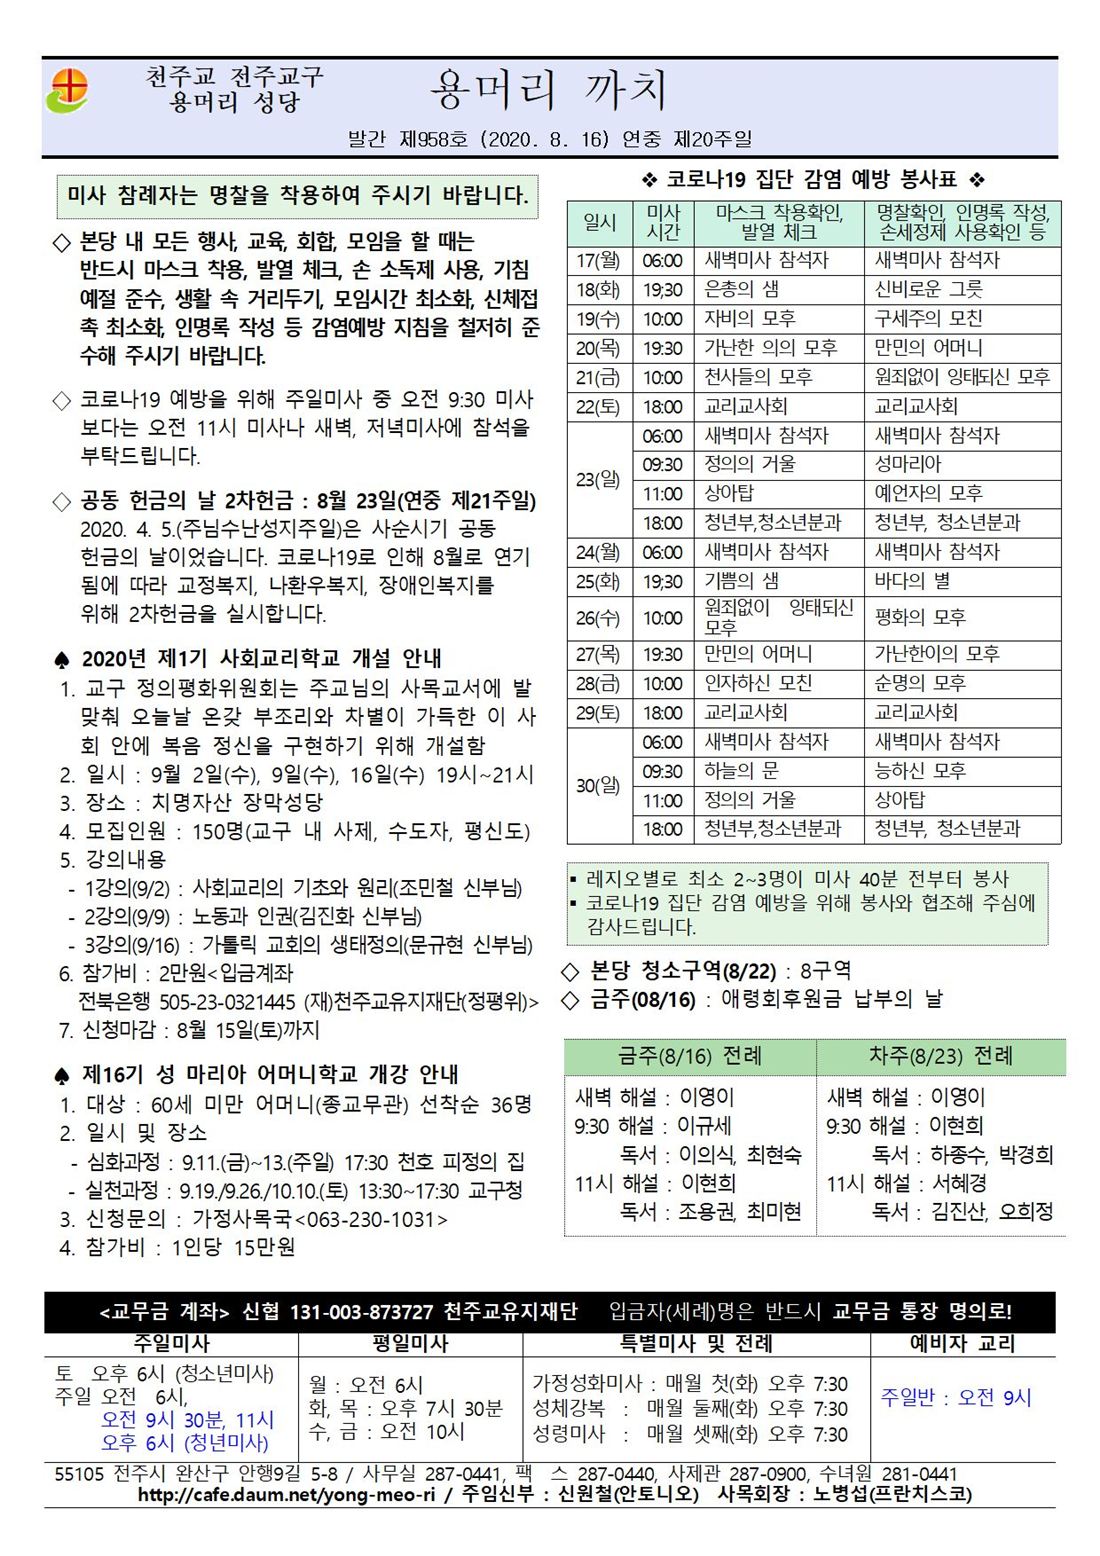 천주교 전주교구
용머리 성당
용머리 까치
발간 제958호 (2020. 8. 16) 연중 제20주일
미사 참례자는 명찰을 착용하여 주시기 바랍니다.
◇ 본당 내 모든 행사, 교육, 회합, 모임을 할 때는
반드시 마스크 착용, 발열 체크, 손 소독제 사용, 기침
예절 준수, 생활 속 거리두기, 모임시간 최소화, 신체접
촉 최소화, 인명록 작성 등 감염예방 지침을 철저히 준
수해 주시기 바랍니다.
◇ 코로나19 예방을 위해 주일미사 중 오전 9:30 미사
보다는 오전 11시 미사나 새벽, 저녁미사에 참석을
부탁드립니다.
◇ 공동 헌금의 날 2차헌금 : 8월 23일(연중 제21주일)
2020. 4. 5.(주님수난성지주일)은 사순시기 공동
헌금의 날이었습니다. 코로나19로 인해 8월로 연기
됨에 따라 교정복지, 나환우복지, 장애인복지를
위해 2차헌금을 실시합니다.
♠ 2020년 제1기 사회교리학교 개설 안내
1. 교구 정의평화위원회는 주교님의 사목교서에 발
맞춰 오늘날 온갖 부조리와 차별이 가득한 이 사
회 안에 복음 정신을 구현하기 위해 개설함
2. 일시 : 9월 2일(수), 9일(수), 16일(수) 19시~21시
3. 장소 : 치명자산 장막성당
4. 모집인원 : 150명(교구 내 사제, 수도자, 평신도)
5. 강의내용
- 1강의(9/2) : 사회교리의 기초와 원리(조민철 신부님)
- 2강의(9/9) : 노동과 인권(김진화 신부님)
- 3강의(9/16) : 가톨릭 교회의 생태정의(문규현 신부님)
6. 참가비 : 2만원<입금계좌
전북은행 505-23-0321445 (재)천주교유지재단(정평위)>
7. 신청마감 : 8월 15일(토)까지
♠ 제16기 성 마리아 어머니학교 개강 안내
1. 대상 : 60세 미만 어머니(종교무관) 선착순 36명
2. 일시 및 장소
- 심화과정 : 9.11.(금)~13.(주일) 17:30 천호 피정의 집
- 실천과정 : 9.19./9.26./10.10.(토) 13:30~17:30 교구청
3. 신청문의 : 가정사목국<063-230-1031>
4. 참가비 : 1인당 15만원
❖ 코로나19 집단 감염 예방 봉사표 ❖
일시 미사 시간 마스크 착용확인, 발열 체크 명찰확인, 인명록 작성, 손세정제 사용확인 등
17(월) 06:00 새벽미사 참석자 새벽미사 참석자
18(화) 19;30 은총의 샘 신비로운 그릇
19(수) 10:00 자비의 모후 구세주의 모친
20(목) 19:30 가난한 의의 모후 만민의 어머니
21(금) 10:00 천사들의 모후 원죄없이 잉태되신 모후
22(토) 18:00 교리교사회 교리교사회
23(일) 06:00 새벽미사 참석자 새벽미사 참석자
09:30 정의의 거울 성마리아
11:00 상아탑 예언자의 모후
18:00 청년부,청소년분과 청년부, 청소년분과
24(월) 06:00 새벽미사 참석자 새벽미사 참석자
25(화) 19;30 기쁨의 샘 바다의 별
26(수) 10:00 원죄없이 잉태되신 모후 평화의 모후
27(목) 19:30 만민의 어머니 가난한이의 모후
28(금) 10:00 인자하신 모친 순명의 모후
29(토) 18:00 교리교사회 교리교사회
30(일) 06:00 새벽미사 참석자 새벽미사 참석자
09:30 하늘의 문 능하신 모후
11:00 정의의 거울 상아탑
18:00 청년부,청소년분과 청년부, 청소년분과
▪ 레지오별로 최소 2~3명이 미사 40분 전부터 봉사
▪ 코로나19 집단 감염 예방을 위해 봉사와 협조해 주심에
감사드립니다.
◇ 본당 청소구역(8/22) : 8구역
◇ 금주(08/16) : 애령회후원금 납부의 날
금주(8/16) 전례
새벽 해설 : 이영이
9:30 해설 : 이규세
독서 : 이의식, 최현숙
11시 해설 : 이현희
독서 : 조용권, 최미현
차주(8/23) 전례
새벽 해설 : 이영이
9:30 해설 : 이현희
독서 : 하종수, 박경희
11시 해설 : 서혜경
독서 : 김진산, 오희정
<교무금 계좌> 신협 131-003-873727 천주교유지재단 입금자(세례)명은 반드시 교무금 통장 명의로!
주일미사
토 오후 6시 (청소년미사)
주일 오전 6시,
오전 9시 30분, 11시
오후 6시 (청년미사)
평일미사
월 : 오전 6시
화, 목 : 오후 7시 30분
수, 금 : 오전 10시
특별미사 및 전례
가정성화미사 : 매월 첫(화) 오후 7:30
성체강복 : 매월 둘째(화) 오후 7:30
성령미사 : 매월 셋째(화) 오후 7:30
예비자 교리
주일반 : 오전 9시
55105 전주시 완산구 안행9길 5-8 / 사무실 287-0441, 팩 스 287-0440, 사제관 287-0900, 수녀원 281-0441
http://cafe.daum.net/yong-meo-ri / 주임신부 : 신원철(안토니오) 사목회장 : 노병섭(프란치스코)